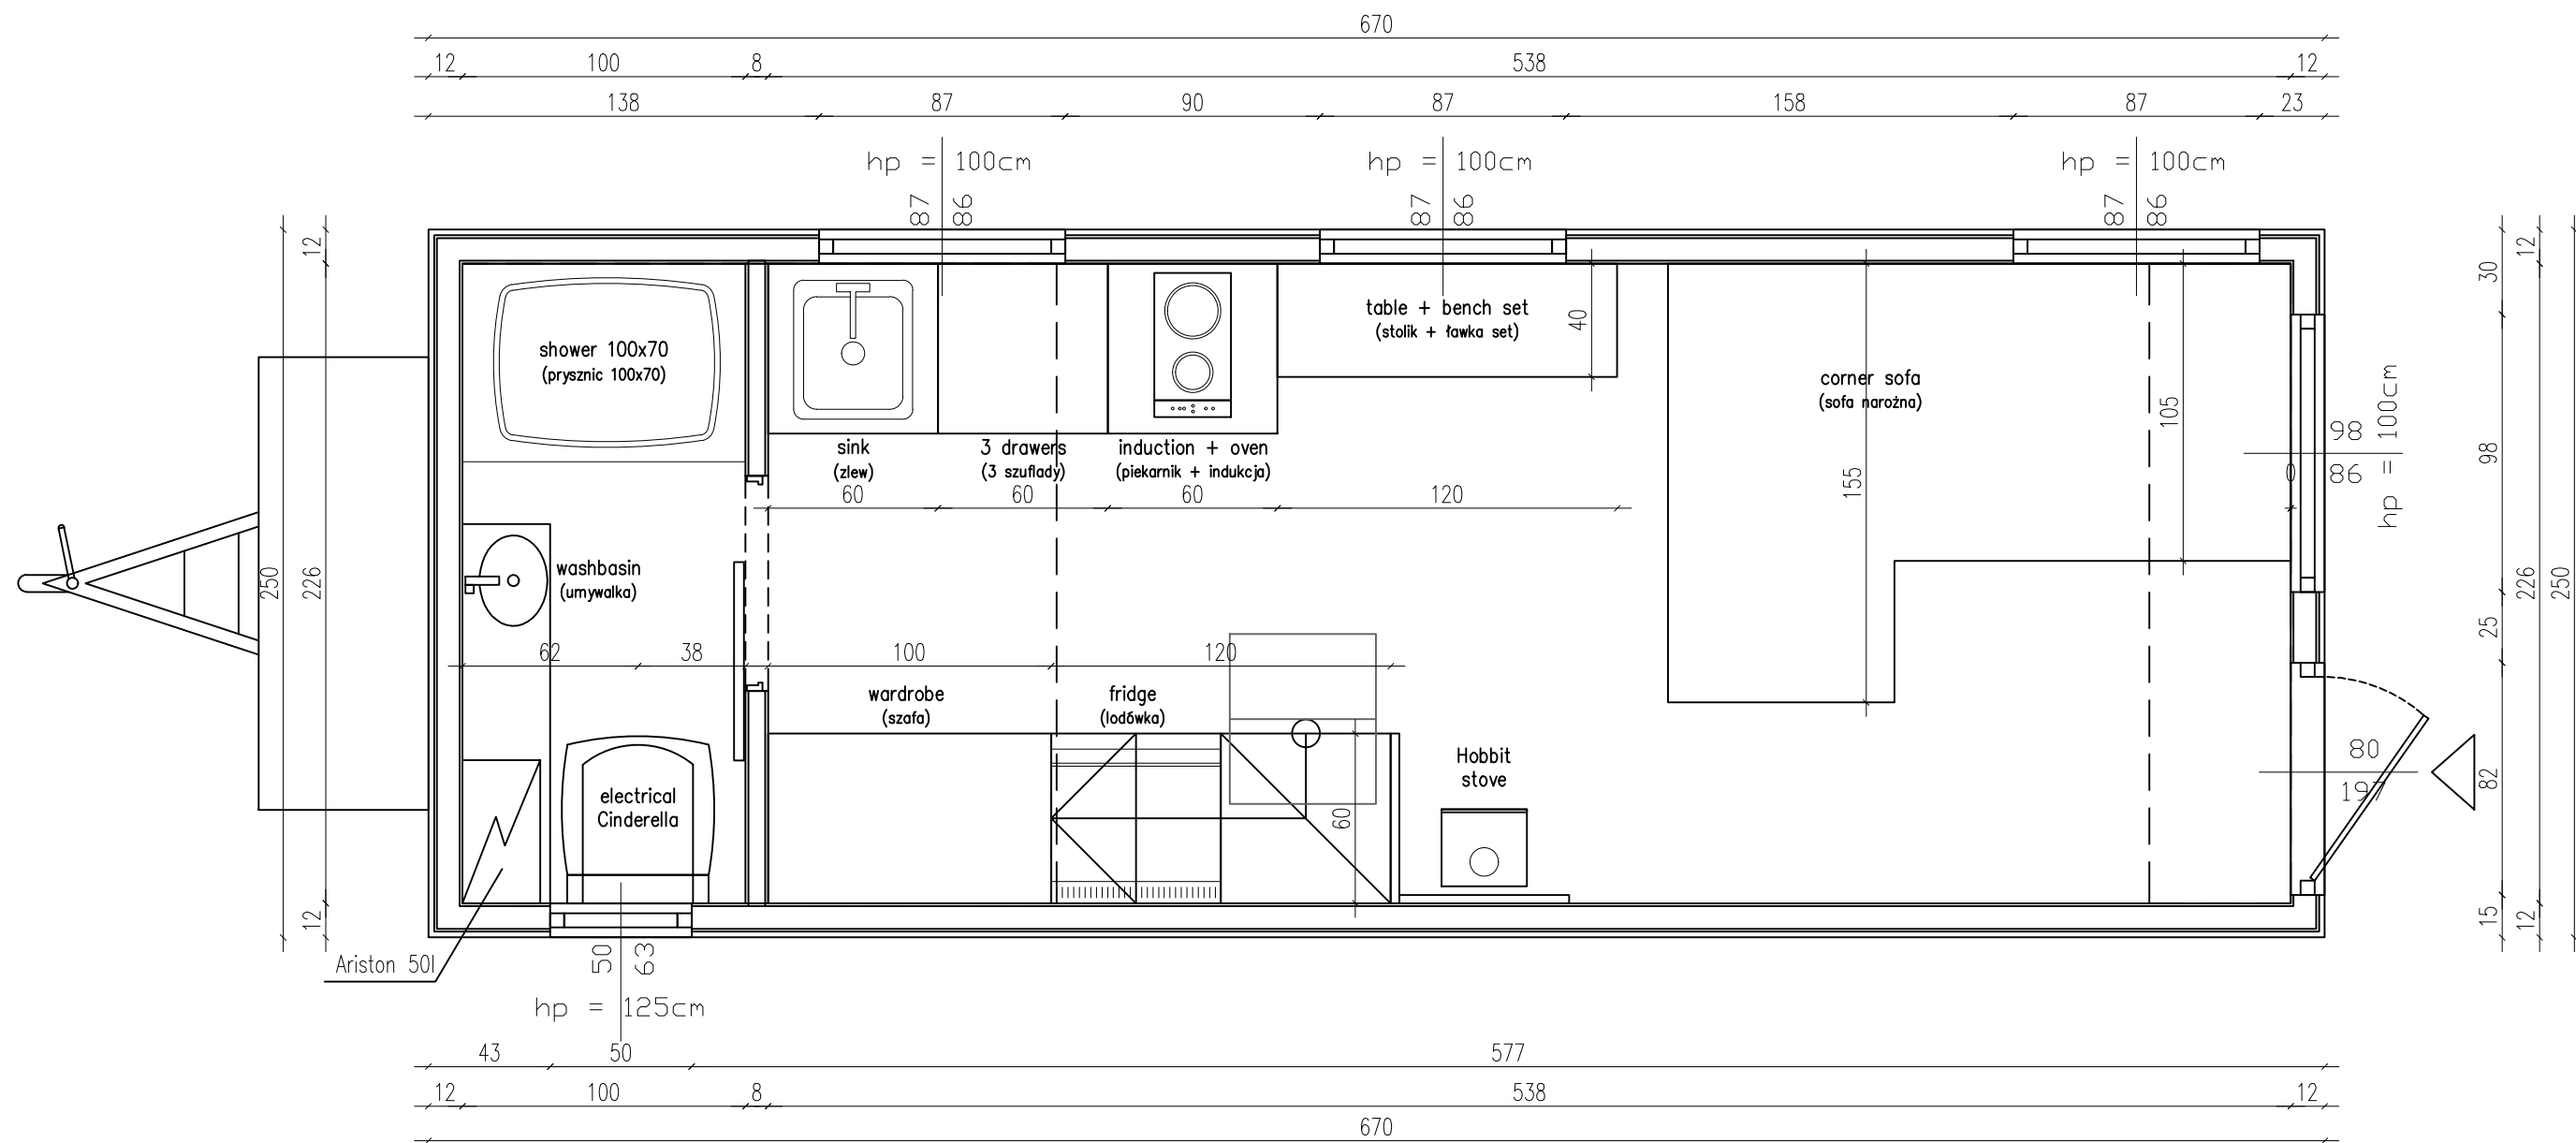 670
12 100 8 538 12
138 87 90 87 158 87 23
hp = 100cm
87
86
hp = 100cm
87
86
hp = 100cm
87
86
12
250
226
12
shower 100x70
(prysznic 100x70)
sink
(zlew)
3 drawers
(3 szuflady)
induction + oven
(piekarnik + indukcja)
60 60 60 120
table + bench set
(stolik + ławka set)
40
corner sofa
(sofa narożna)
155
105
98
0 86
hp = 100cm
30
98
25
82
15
12
226
12
250
washbasin
(umywalka)
62 38 100 120
wardrobe
(szafa)
fridge
(lodówka)
60
Hobbit
stove
electrical
Cinderella
80
197
Ariston 50l
50
63
hp = 125cm
43 50 577
12 100 8 538 12
670